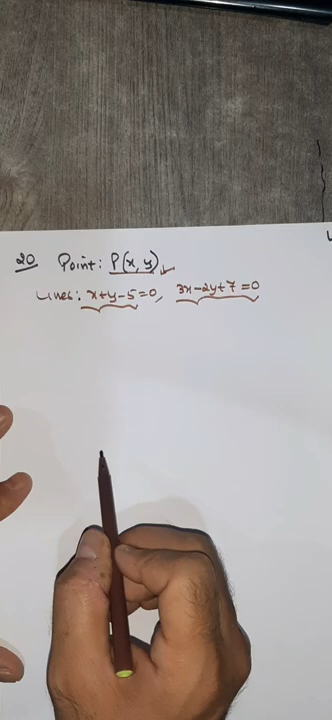 20 Point: P(x, y)
Lines: x+y-5=0, 3x-2y+7=0